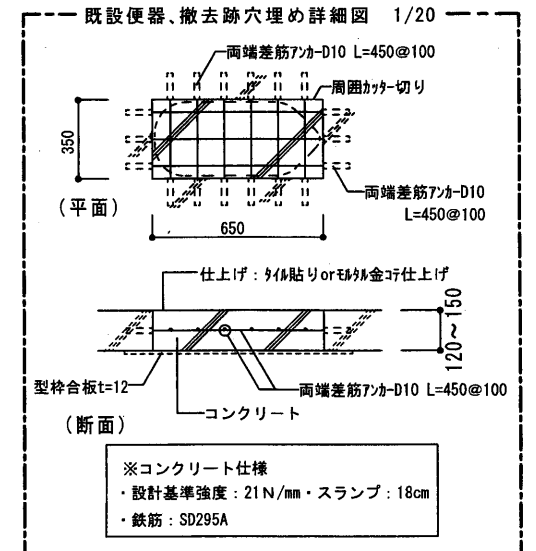 既設便器､撤去跡穴埋め詳細図 1/20
両端差筋ｱﾝｶｰD10 L=450@100
周囲ｶｯﾀｰ切り
350
(平面)
両端差筋ｱﾝｶｰD10
L=450@100
650
仕上げ：ﾀｲﾙ貼りorﾓﾙﾀﾙ金ｺﾃ仕上げ
120～150
型枠合板t=12
両端差筋ｱﾝｶｰD10 L=450@100
コンクリート
(断面)
※コンクリート仕様
・設計基準強度：21N/mm・スランプ：18cm
・鉄筋：SD295A